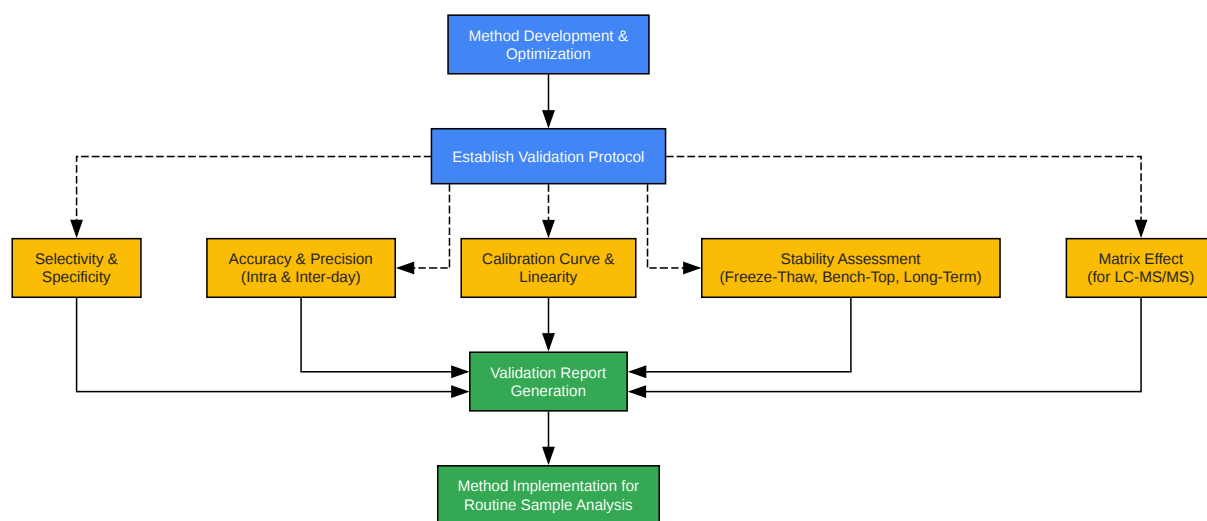 Method Development &
Optimization
Establish Validation Protocol
Selectivity &
Specificity
Accuracy & Precision
(Intra & Inter-day)
Calibration Curve &
Linearity
Stability Assessment
(Freeze-Thaw, Bench-Top, Long-Term)
Matrix Effect
(for LC-MS/MS)
Validation Report
Generation
Method Implementation for
Routine Sample Analysis